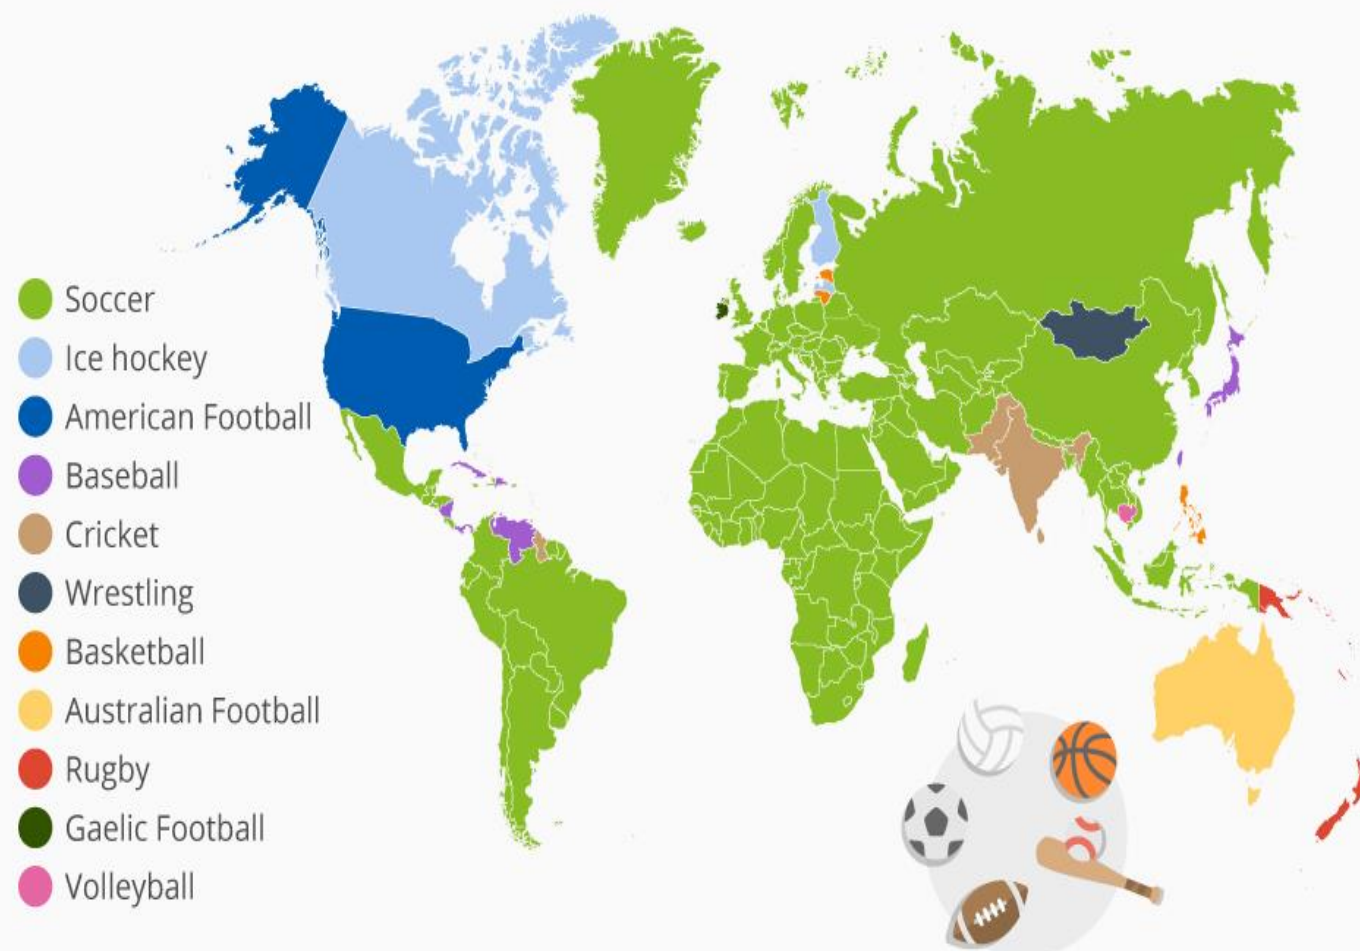 Soccer
Ice hockey
American Football
Baseball
Cricket
Wrestling
Basketball
Australian Football
Rugby
Gaelic Football
Volleyball